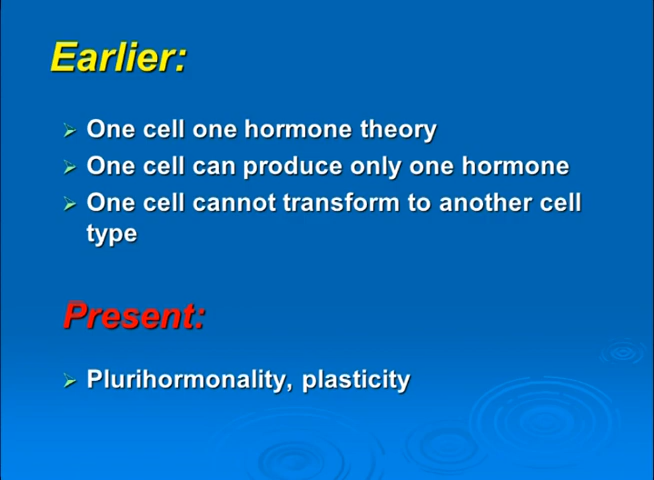 Earlier:
One cell one hormone theory
One cell can produce only one hormone
One cell cannot transform to another cell
type
Present:
Plurihormonality, plasticity